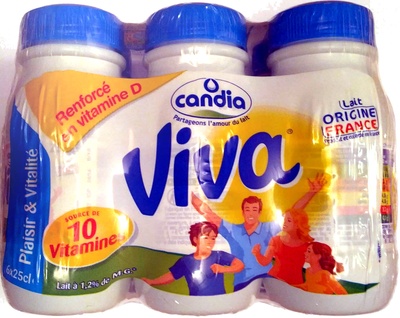 candia
Partageons l'amour du lait
Viva
Renforcé
en vitamine D
Lait
ORIGINE
FRANCE
Plaisir & Vitalité
SOURCE DE
10
Vitamines
6x25cl
Lait à 1,2% de M.G.